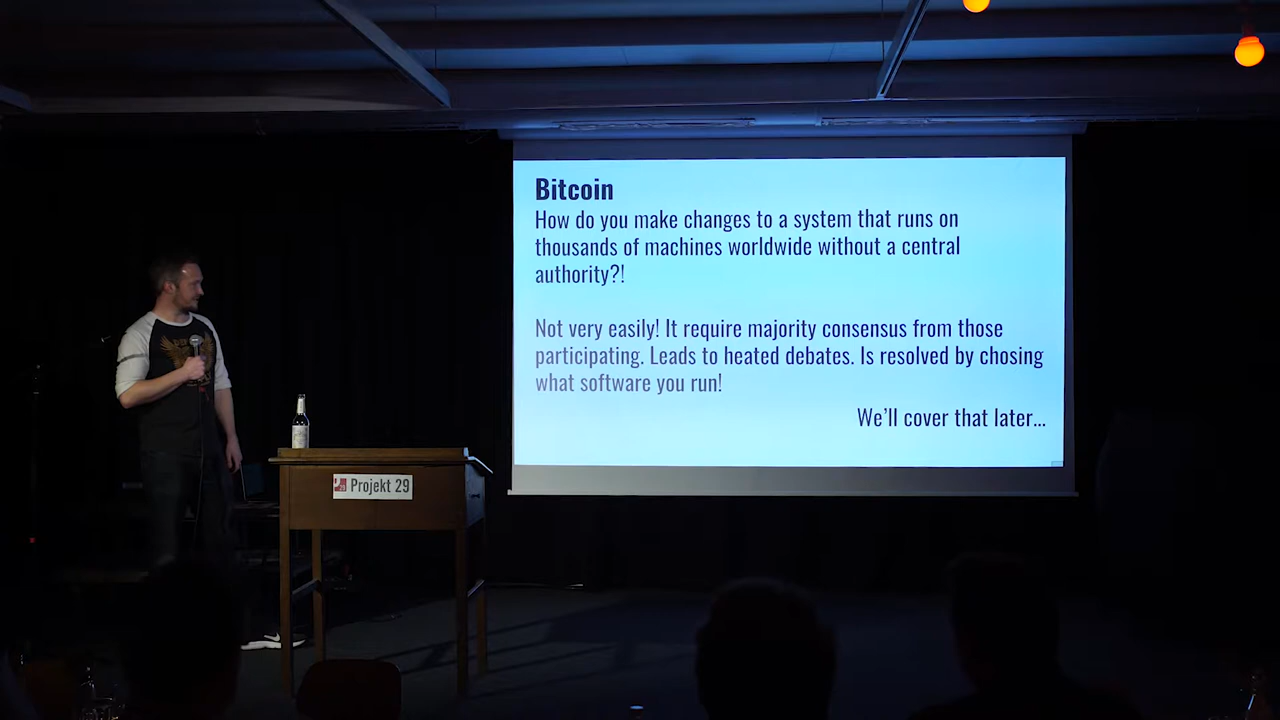 Bitcoin
How do you make changes to a system that runs on
thousands of machines worldwide without a central
authority?!
Not very easily! It require majority consensus from those
participating. Leads to heated debates. Is resolved by chosing
what software you run!
We'll cover that later...
Projekt 29